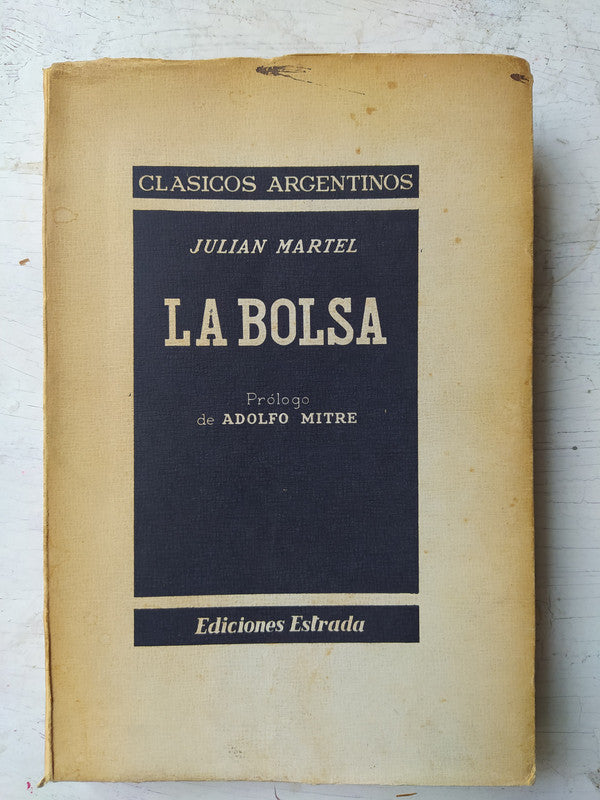 CLASICOS ARGENTINOS
JULIAN MARTEL
LA BOLSA
Prólogo
de ADOLFO MITRE
Ediciones Estrada